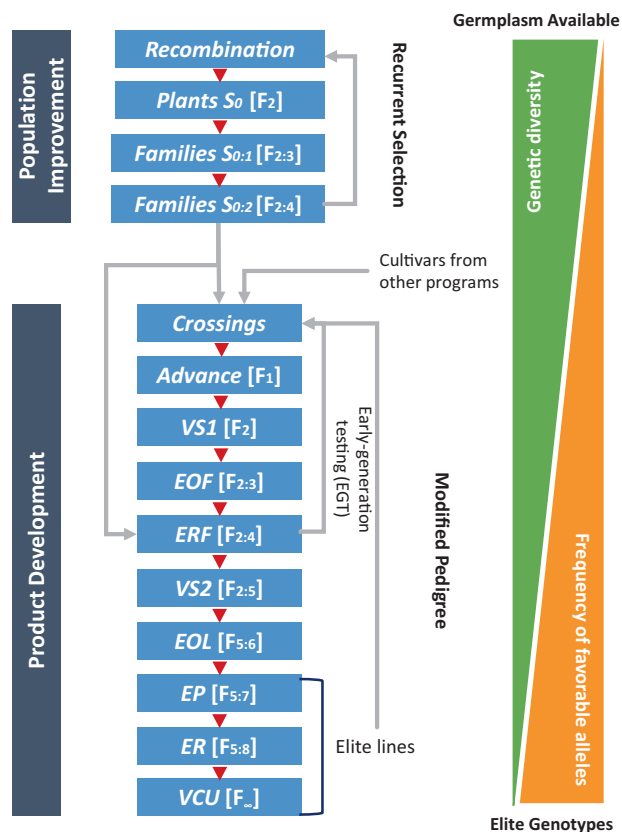 Germplasm Available
Population
Improvement
Recombination
Plants S0 [F2]
Families S0:1 [F2:3]
Families S0:2 [F2:4]
Recurrent Selection
Genetic diversity
Cultivars from
other programs
Product Development
Crossings
Advance [F1]
VS1 [F2]
EOF [F2:3]
ERF [F2:4]
VS2 [F2:5]
EOL [F5:6]
EP [F5:7]
ER [F5:8]
VCU [F∞]
Early-generation
testing (EGT)
Elite lines
Modified Pedigree
Frequency of favorable
alleles
Elite Genotypes